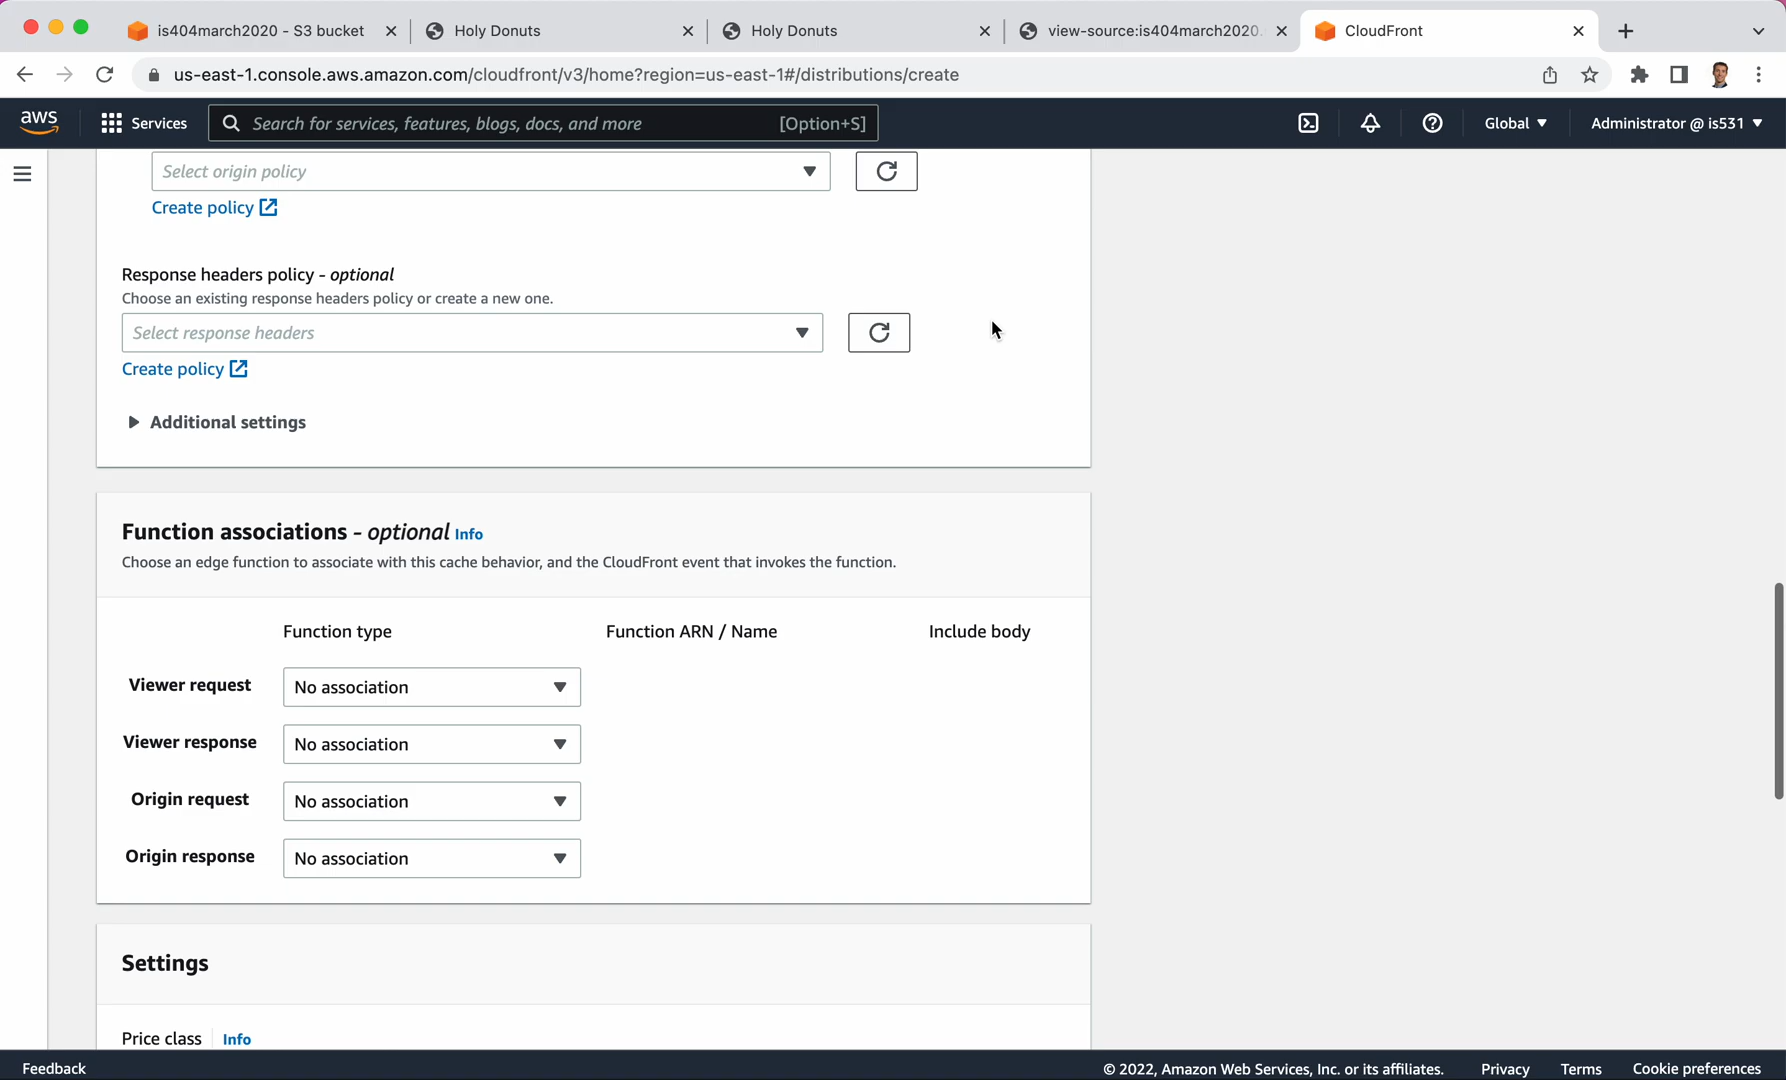 is404march2020 - S3 bucket
Holy Donuts
Holy Donuts
view-source:is404march2020.
CloudFront
us-east-1.console.aws.amazon.com/cloudfront/v3/home?region=us-east-1#/distributions/create
aws
Services
Search for services, features, blogs, docs, and more
[Option+S]
Global
Administrator @ is531
Select origin policy
Create policy
Response headers policy - optional
Choose an existing response headers policy or create a new one.
Select response headers
Create policy
Additional settings
Function associations - optional Info
Choose an edge function to associate with this cache behavior, and the CloudFront event that invokes the function.
Function type
Function ARN / Name
Include body
Viewer request
No association
Viewer response
No association
Origin request
No association
Origin response
No association
Settings
Price class
Info
Feedback
© 2022, Amazon Web Services, Inc. or its affiliates.
Privacy
Terms
Cookie preferences